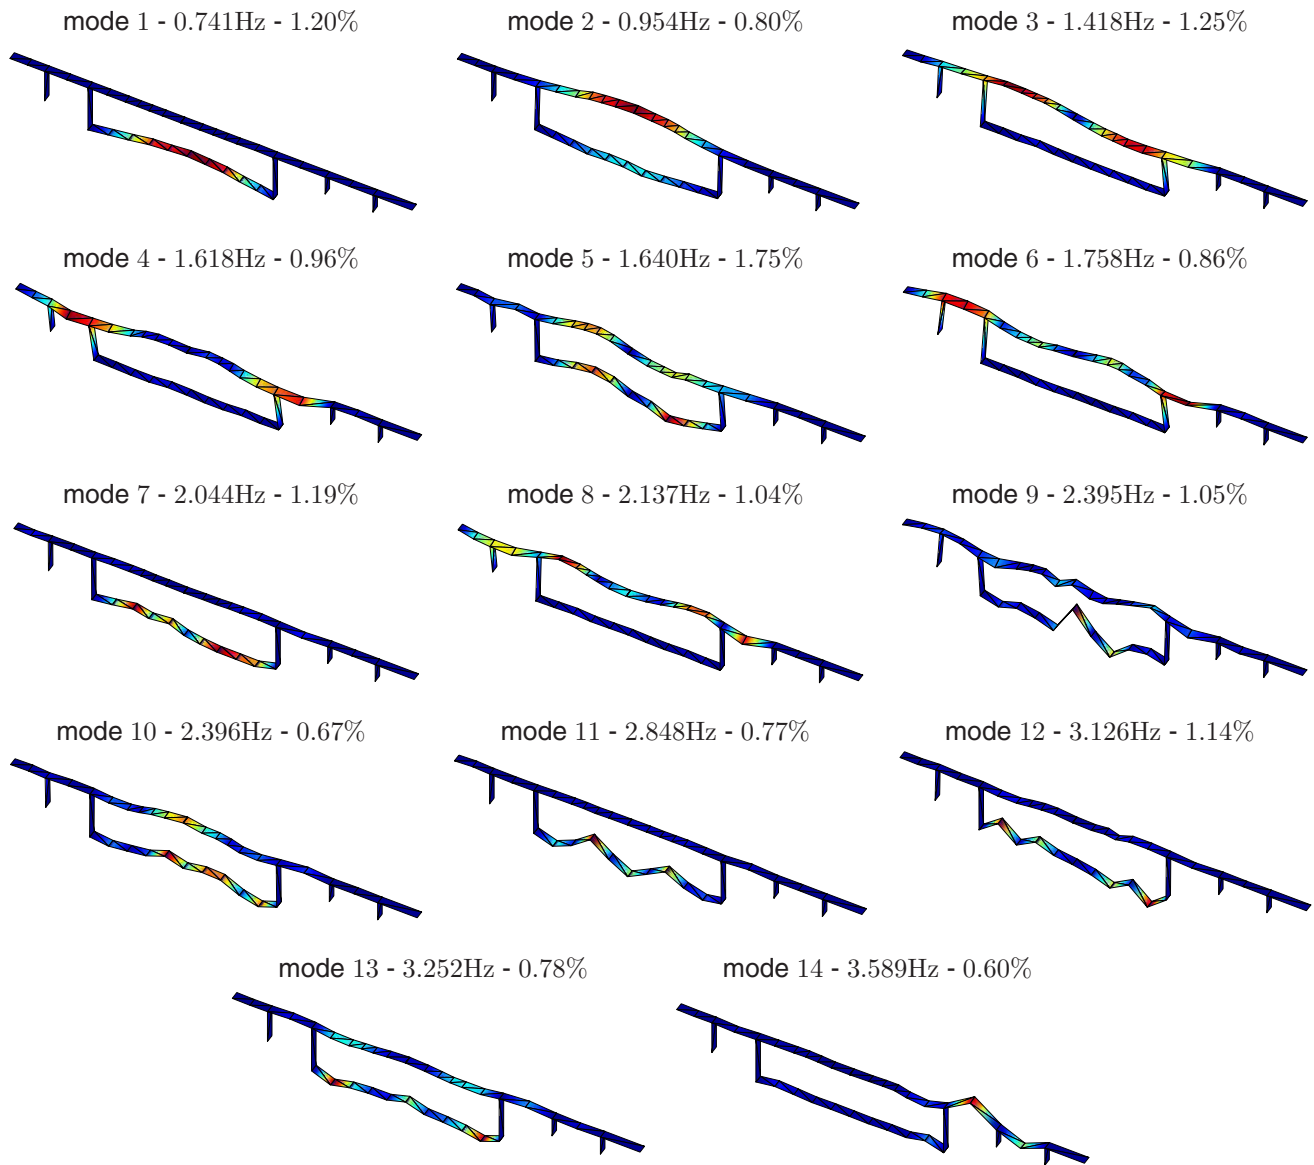 mode 1 - 0.741Hz - 1.20%
mode 2 - 0.954Hz - 0.80%
mode 3 - 1.418Hz - 1.25%
mode 4 - 1.618Hz - 0.96%
mode 5 - 1.640Hz - 1.75%
mode 6 - 1.758Hz - 0.86%
mode 7 - 2.044Hz - 1.19%
mode 8 - 2.137Hz - 1.04%
mode 9 - 2.395Hz - 1.05%
mode 10 - 2.396Hz - 0.67%
mode 11 - 2.848Hz - 0.77%
mode 12 - 3.126Hz - 1.14%
mode 13 - 3.252Hz - 0.78%
mode 14 - 3.589Hz - 0.60%